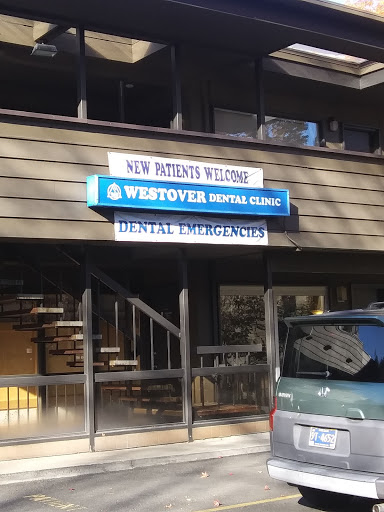 NEW PATIENTS WELCOME
WESTOVER DENTAL CLINIC
DENTAL EMERGENCIES